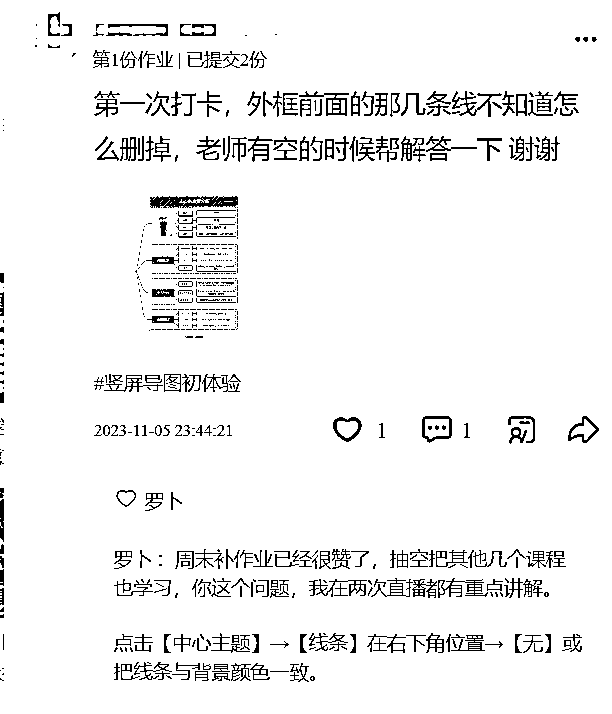 第1份作业 | 已提交2份
第一次打卡，外框前面的那几条线不知道怎
么删掉，老师有空的时候帮解答一下 谢谢
#竖屏导图初体验
2023-11-05 23:44:21
1
1
罗卜
罗卜：周末补作业已经很赞了，抽空把其他几个课程
也学习，你这个问题，我在两次直播都有重点讲解。
点击【中心主题】→【线条】在右下角位置→【无】或
把线条与背景颜色一致。